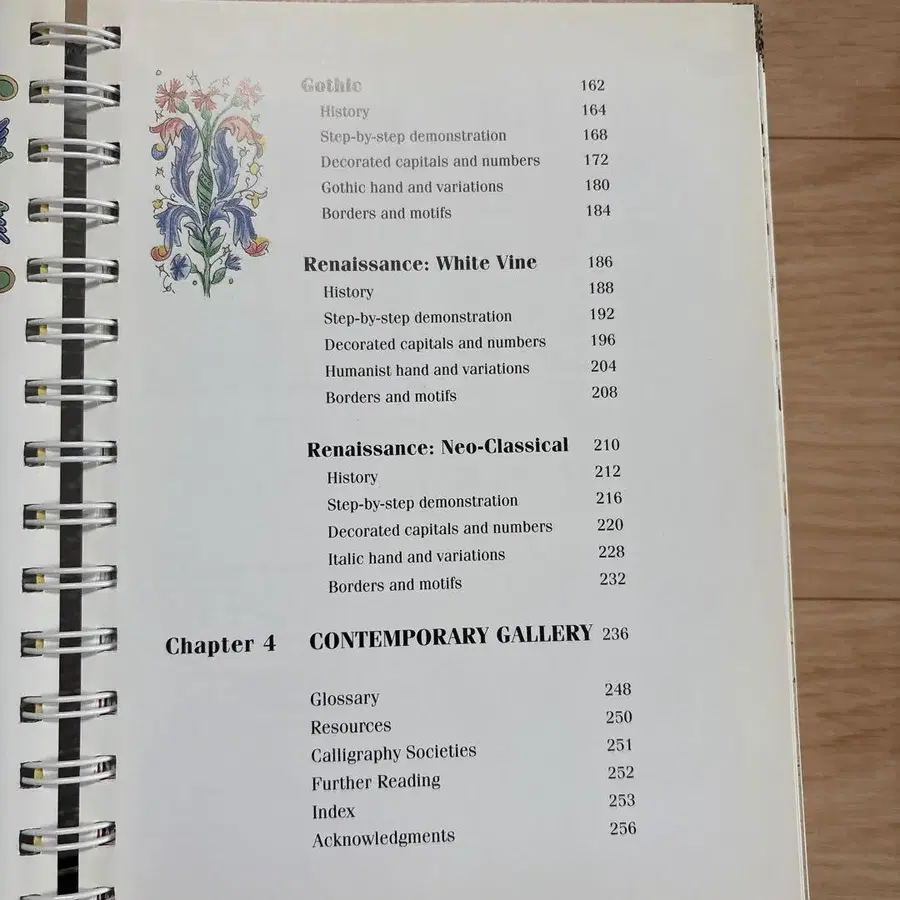 Gothic 162
History 164
Step-by-step demonstration 168
Decorated capitals and numbers 172
Gothic hand and variations 180
Borders and motifs 184
Renaissance: White Vine 186
History 188
Step-by-step demonstration 192
Decorated capitals and numbers 196
Humanist hand and variations 204
Borders and motifs 208
Renaissance: Neo-Classical 210
History 212
Step-by-step demonstration 216
Decorated capitals and numbers 220
Italic hand and variations 228
Borders and motifs 232
Chapter 4 CONTEMPORARY GALLERY 236
Glossary 248
Resources 250
Calligraphy Societies 251
Further Reading 252
Index 253
Acknowledgments 256